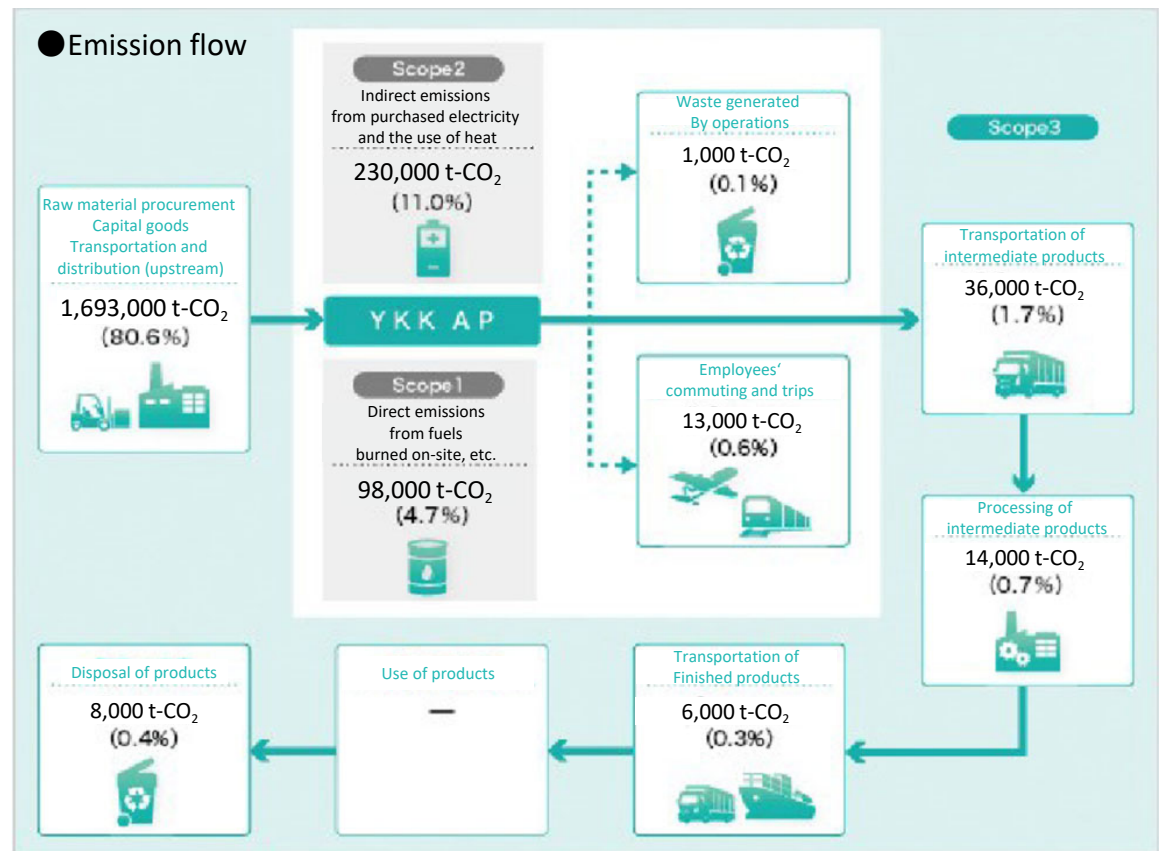 ●Emission flow
Scope2
Indirect emissions
from purchased electricity
and the use of heat
230,000 t-CO₂
(11.0%)
Waste generated
By operations
1,000 t-CO₂
(0.1%)
Scope3
Raw material procurement
Capital goods
Transportation and
distribution (upstream)
1,693,000 t-CO₂
(80.6%)
YKK AP
Transportation of
intermediate products
36,000 t-CO₂
(1.7%)
Scope1
Direct emissions
from fuels
burned on-site, etc.
98,000 t-CO₂
(4.7%)
Employees‘
commuting and trips
13,000 t-CO₂
(0.6%)
Processing of
intermediate products
14,000 t-CO₂
(0.7%)
Disposal of products
8,000 t-CO₂
(0.4%)
Use of products
—
Transportation of
Finished products
6,000 t-CO₂
(0.3%)